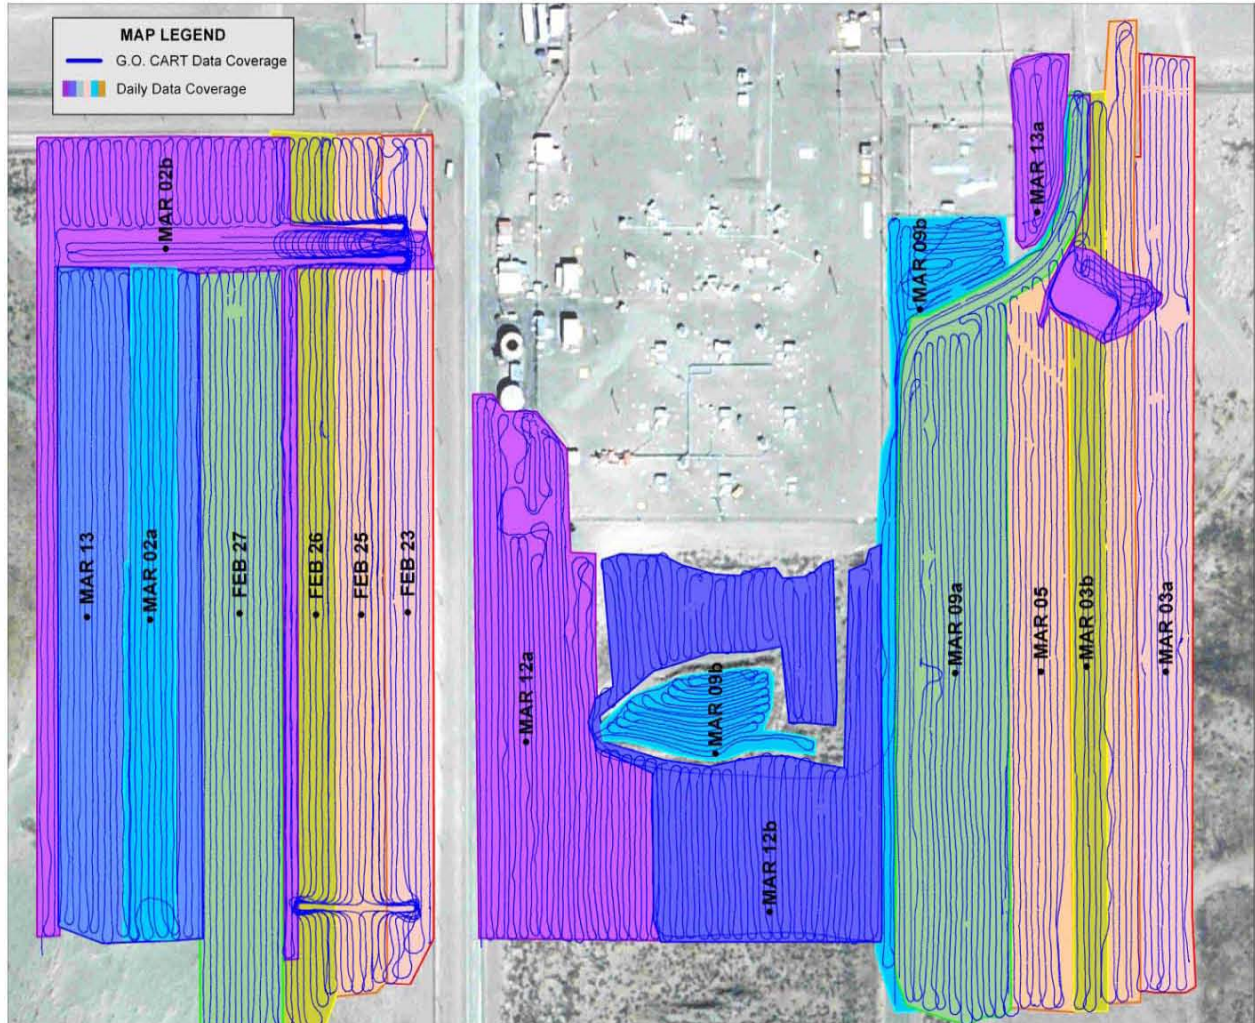 MAP LEGEND
G.O. CART Data Coverage
Daily Data Coverage
MAR 02b
MAR 13a
MAR 09b
MAR 13
MAR 02a
FEB 27
FEB 26
FEB 25
FEB 23
MAR 12a
MAR 09b
MAR 12b
MAR 09a
MAR 05
MAR 03b
MAR 03a